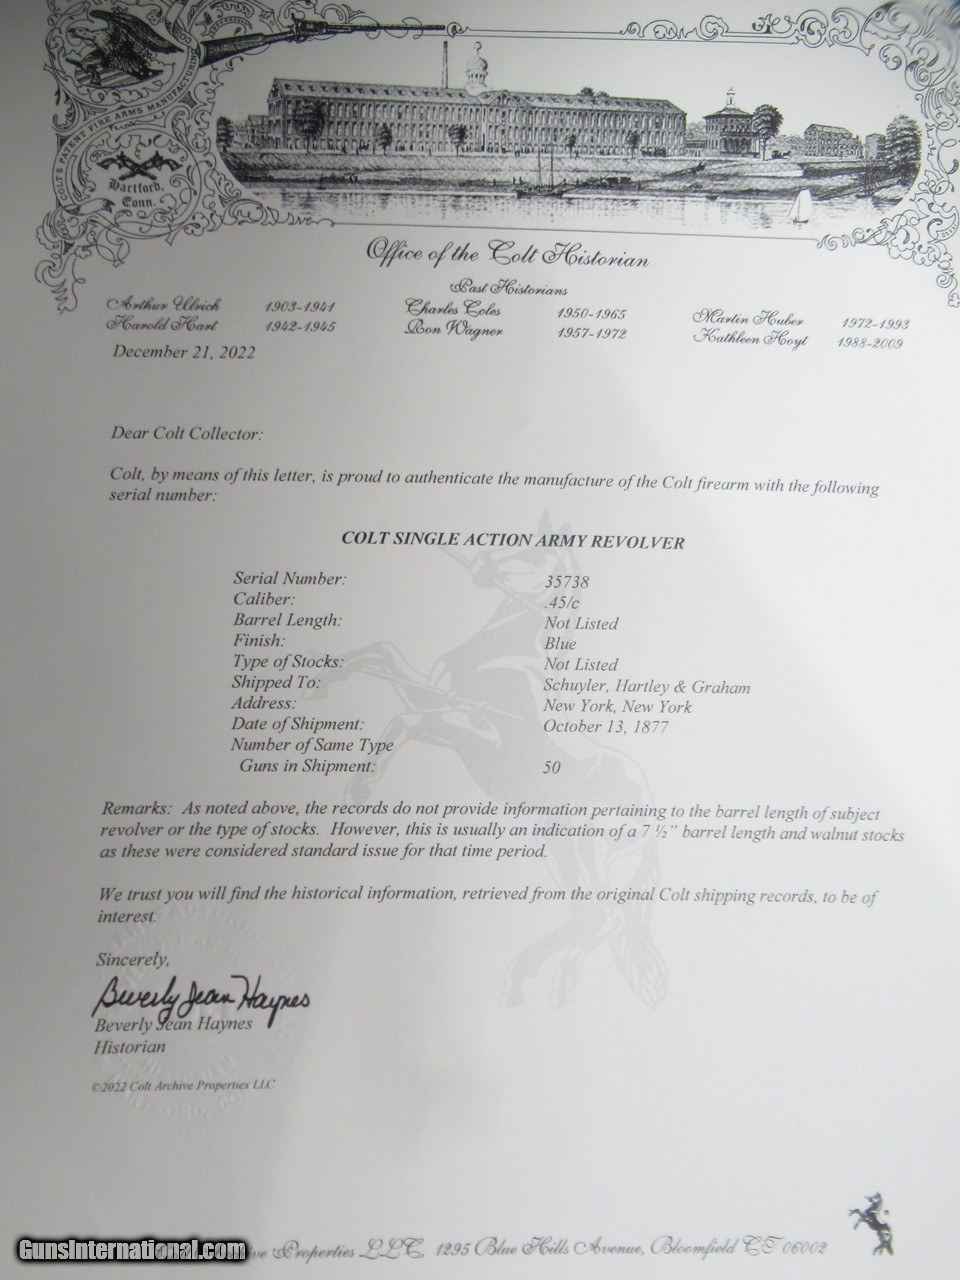 COLT'S PATENT FIRE ARMS MANUFACTURING
Hartford,
Conn.
Office of the Colt Historian
Past Historians
Arthur Ulrich 1903-1941 Charles Coles 1950-1965 Martin Huber 1972-1993
Harold Hart 1942-1945 Ron Wagner 1957-1972 Kathleen Hoyt 1988-2009
December 21, 2022
Dear Colt Collector:
Colt, by means of this letter, is proud to authenticate the manufacture of the Colt firearm with the following
serial number:
COLT SINGLE ACTION ARMY REVOLVER
Serial Number: 35738
Caliber: .45/c
Barrel Length: Not Listed
Finish: Blue
Type of Stocks: Not Listed
Shipped To: Schuyler, Hartley & Graham
Address: New York, New York
Date of Shipment: October 13, 1877
Number of Same Type
Guns in Shipment: 50
Remarks: As noted above, the records do not provide information pertaining to the barrel length of subject
revolver or the type of stocks. However, this is usually an indication of a 7 ½" barrel length and walnut stocks
as these were considered standard issue for that time period.
We trust you will find the historical information, retrieved from the original Colt shipping records, to be of
interest.
Sincerely,
Beverly Jean Haynes
Beverly Jean Haynes
Historian
©2022 Colt Archive Properties LLC
Properties LLC, 1295 Blue Hills Avenue, Bloomfield CT 06002
GunsInternational.com